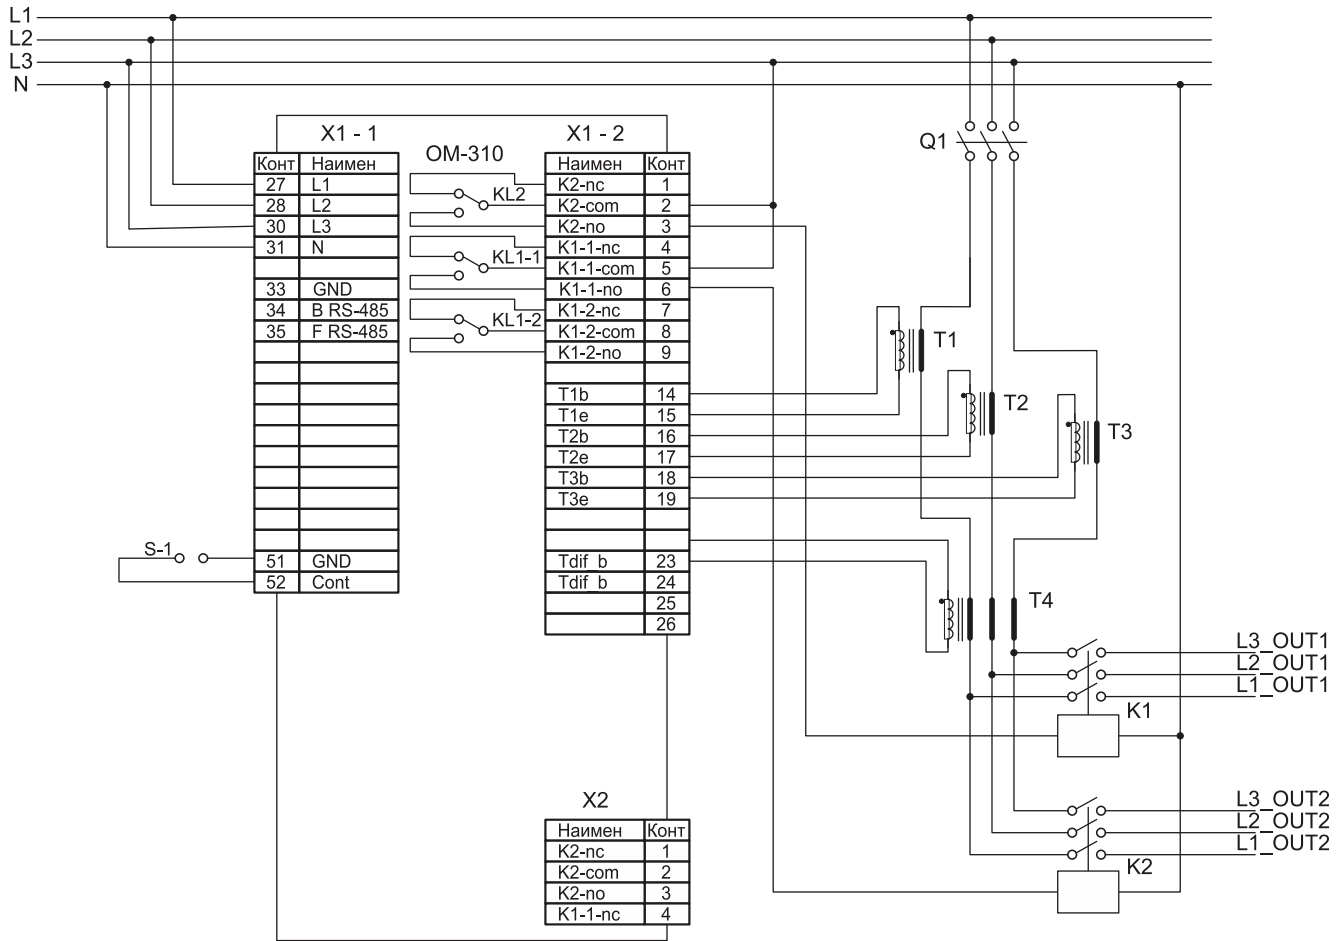 L1
L2
L3
N
Q1
X1 - 1
Конт Наимен
27 L1
28 L2
30 L3
31 N
33 GND
34 B RS-485
35 F RS-485
51 GND
52 Cont
S-1
OM-310
KL2
KL1-1
KL1-2
X1 - 2
Наимен Конт
K2-nc 1
K2-com 2
K2-no 3
K1-1-nc 4
K1-1-com 5
K1-1-no 6
K1-2-nc 7
K1-2-com 8
K1-2-no 9
T1b 14
T1e 15
T2b 16
T2e 17
T3b 18
T3e 19
Tdif_b 23
Tdif_b 24
25
26
T1
T2
T3
T4
L3_OUT1
L2_OUT1
L1_OUT1
K1
L3_OUT2
L2_OUT2
L1_OUT2
K2
X2
Наимен Конт
K2-nc 1
K2-com 2
K2-no 3
K1-1-nc 4